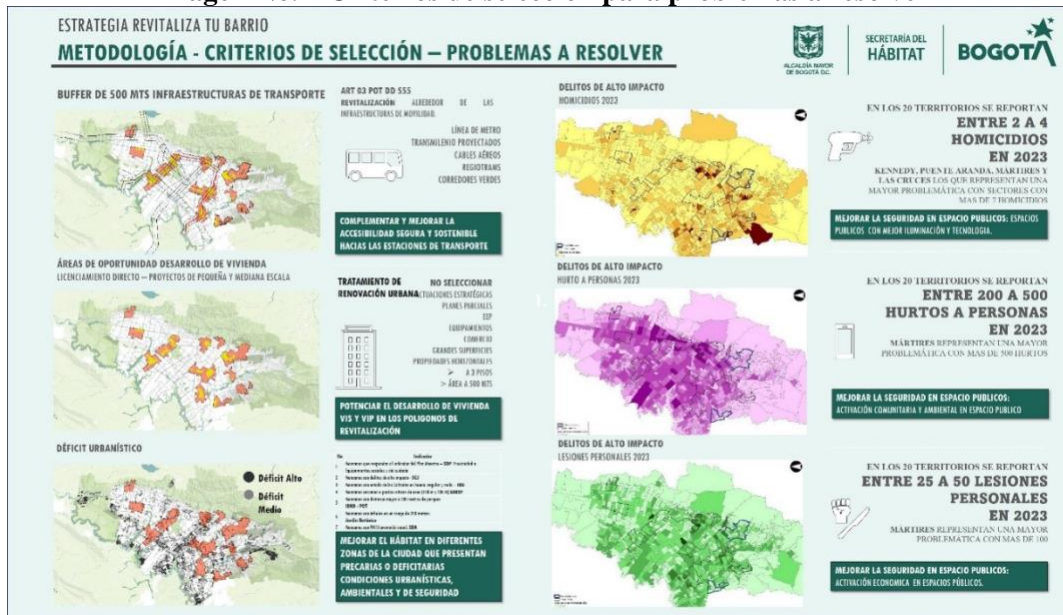 ESTRATEGIA REVITALIZA TU BARRIO
METODOLOGÍA - CRITERIOS DE SELECCIÓN – PROBLEMAS A RESOLVER
ALCALDÍA MAYOR
DE BOGOTÁ D.C.
SECRETARÍA DEL
HÁBITAT
BOGOTÁ
BUFFER DE 500 MTS INFRAESTRUCTURAS DE TRANSPORTE
ART 03 POT DD 555
REVITALIZACIÓN ALREDEDOR DE LAS
INFRAESTRUCTURAS DE MOVILIDAD.
LÍNEA DE METRO
TRANSMILENIO PROYECTADOS
CABLES AÉREOS
REGIOTRAMS
CORREDORES VERDES
COMPLEMENTAR Y MEJORAR LA
ACCESIBILIDAD SEGURA Y SOSTENIBLE
HACIAS LAS ESTACIONES DE TRANSPORTE
ÁREAS DE OPORTUNIDAD DESARROLLO DE VIVIENDA
LICENCIAMIENTO DIRECTO – PROYECTOS DE PEQUEÑA Y MEDIANA ESCALA
TRATAMIENTO DE
RENOVACIÓN URBANA
NO SELECCIONAR
ACTUACIONES ESTRATÉGICAS
PLANES PARCIALES
EQUIPAMIENTOS
COMERCIO
GRANDES SUPERFICIES
PROPIEDADES HORIZONTALES
➢ A 3 PISOS
> ÁREA A 500 MTS
POTENCIAR EL DESARROLLO DE VIVIENDA
VIS Y VIP EN LOS POLIGONOS DE
REVITALIZACIÓN
DÉFICIT URBANÍSTICO
Déficit Alto
Déficit
Medio
No.
Indicador
MEJORAR EL HÁBITAT EN DIFERENTES
ZONAS DE LA CIUDAD QUE PRESENTAN
PRECARIAS O DEFICITARIAS
CONDICIONES URBANÍSTICAS,
AMBIENTALES Y DE SEGURIDAD
DELITOS DE ALTO IMPACTO
HOMICIDIOS 2023
EN LOS 20 TERRITORIOS SE REPORTAN
ENTRE 2 A 4
HOMICIDIOS
EN 2023
KENNEDY, PUENTE ARANDA, MÁRTIRES Y
LAS CRUCES LOS QUE REPRESENTAN UNA
MAYOR PROBLEMÁTICA CON SECTORES CON
MAS DE 7 HOMICIDIOS
MEJORAR LA SEGURIDAD EN ESPACIO PUBLICOS: ESPACIOS
PUBLICOS CON MEJOR ILUMINACIÓN Y TECNOLOGIA.
DELITOS DE ALTO IMPACTO
HURTO A PERSONAS 2023
EN LOS 20 TERRITORIOS SE REPORTAN
ENTRE 200 A 500
HURTOS A PERSONAS
EN 2023
MÁRTIRES REPRESENTAN UNA MAYOR
PROBLEMÁTICA CON MAS DE 500 HURTOS
MEJORAR LA SEGURIDAD EN ESPACIO PUBLICOS:
ACTIVACIÓN COMUNITARIA Y AMBIENTAL EN ESPACIO PUBLICO
DELITOS DE ALTO IMPACTO
LESIONES PERSONALES 2023
EN LOS 20 TERRITORIOS SE REPORTAN
ENTRE 25 A 50 LESIONES
PERSONALES
EN 2023
MÁRTIRES REPRESENTAN UNA MAYOR
PROBLEMÁTICA CON MAS DE 100
MEJORAR LA SEGURIDAD EN ESPACIO PUBLICOS:
ACTIVACIÓN ECONOMICA EN ESPACIOS PÚBLICOS.